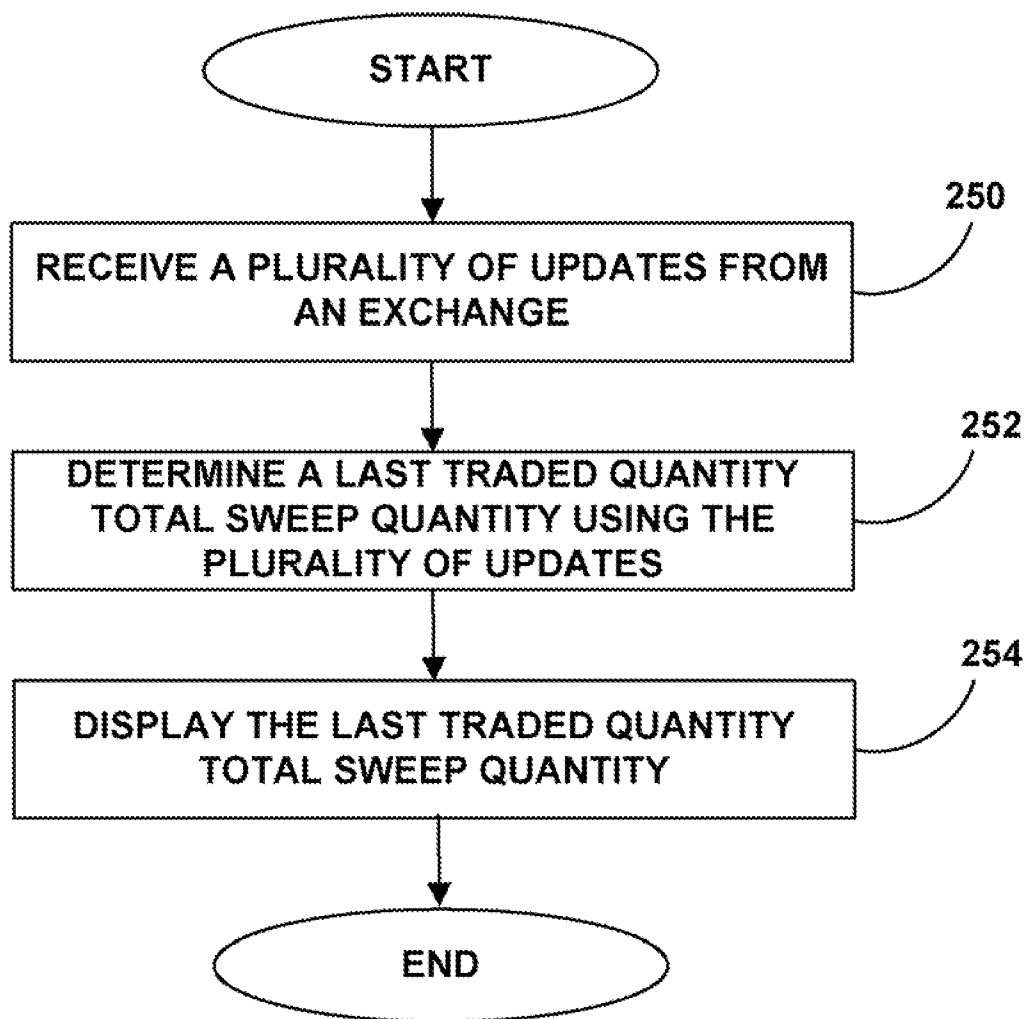 START
250
RECEIVE A PLURALITY OF UPDATES FROM
AN EXCHANGE
252
DETERMINE A LAST TRADED QUANTITY
TOTAL SWEEP QUANTITY USING THE
PLURALITY OF UPDATES
254
DISPLAY THE LAST TRADED QUANTITY
TOTAL SWEEP QUANTITY
END